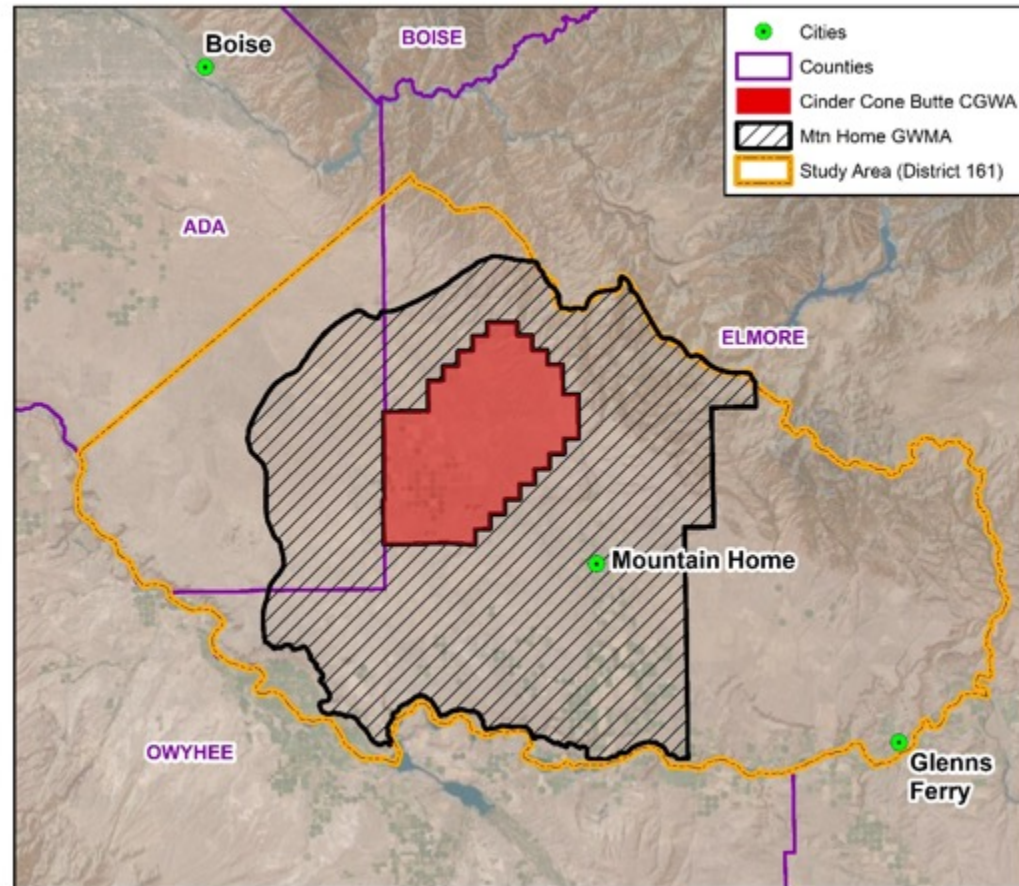 Boise
BOISE
Cities
Counties
Cinder Cone Butte CGWA
Mtn Home GWMA
Study Area (District 161)
ADA
ELMORE
Mountain Home
OWYHEE
Glenns
Ferry